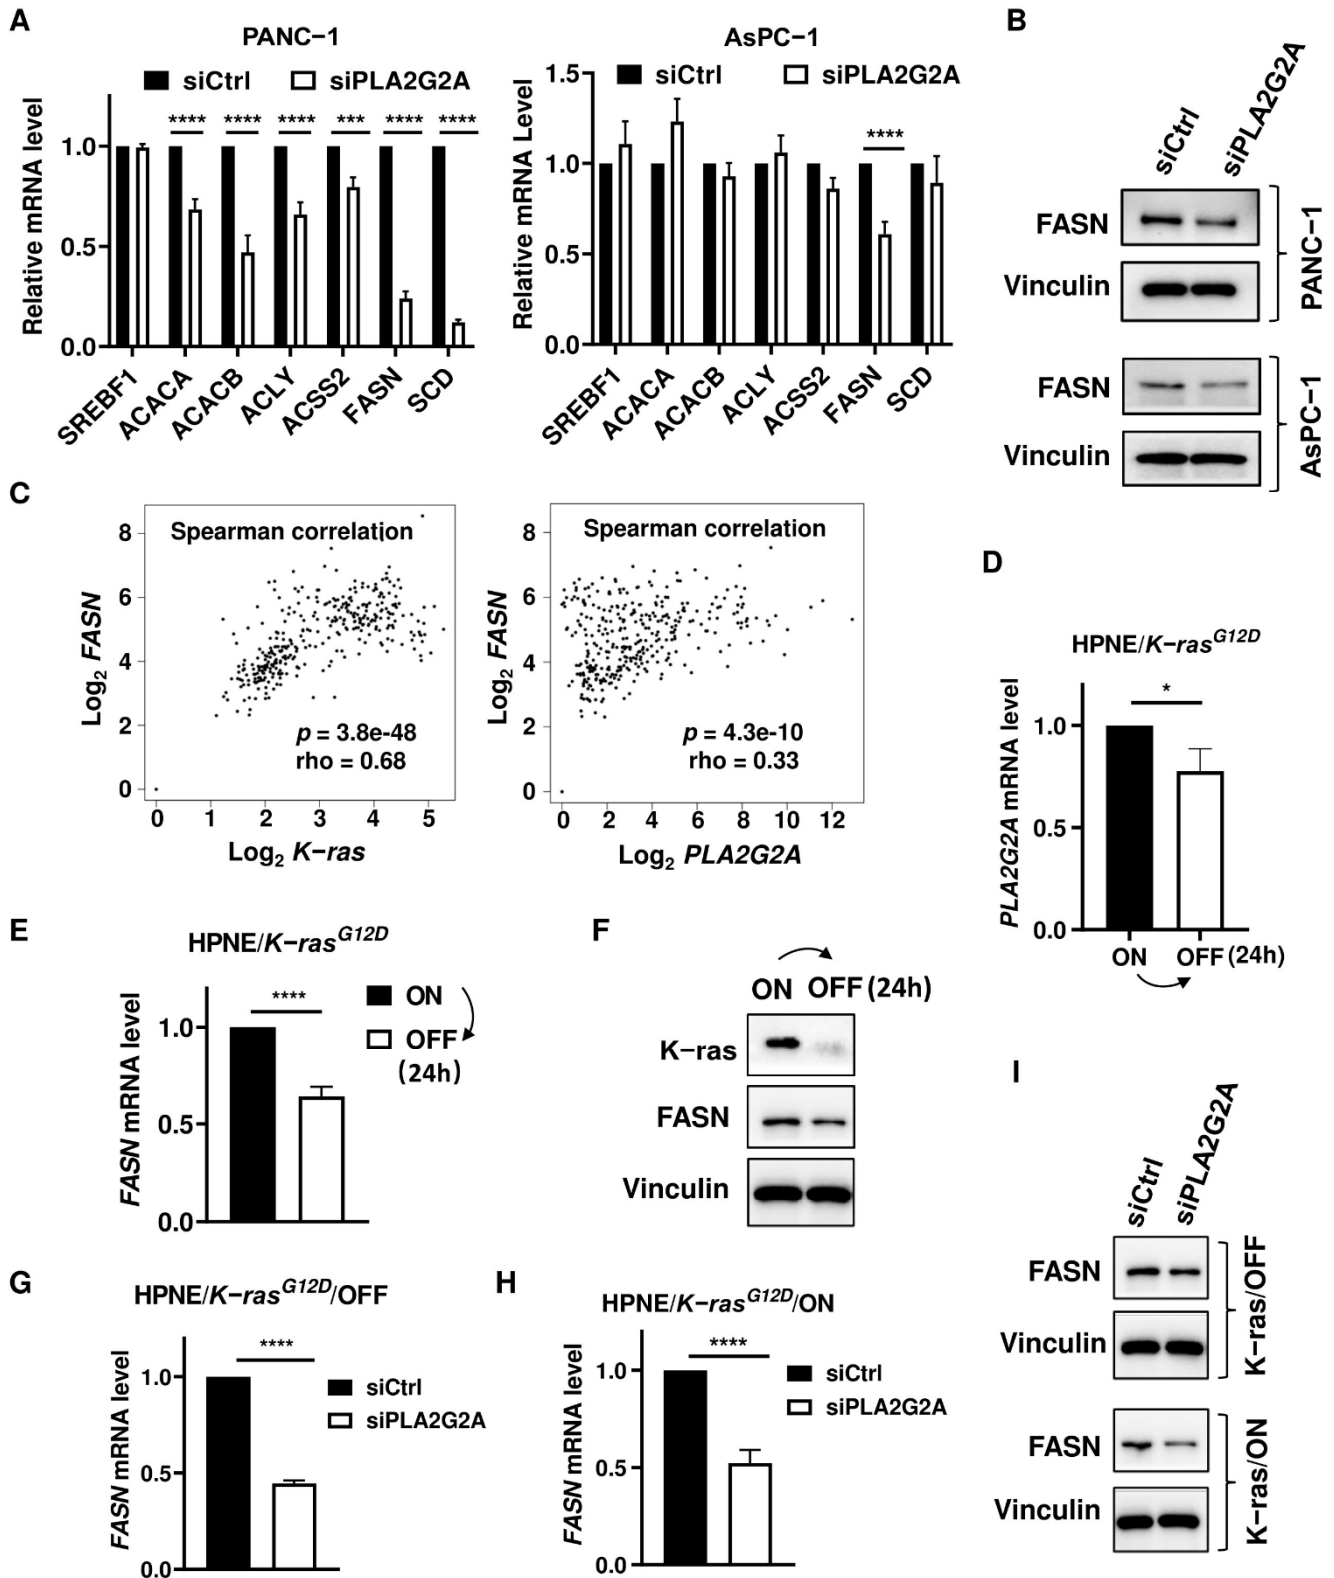 A
PANC−1
siCtrl siPLA2G2A
**** **** **** *** **** ****
Relative mRNA level
1.0
0.5
0.0
SREBF1 ACACA ACACB ACLY ACSS2 FASN SCD
AsPC−1
siCtrl siPLA2G2A
****
Relative mRNA Level
1.5
1.0
0.5
0.0
SREBF1 ACACA ACACB ACLY ACSS2 FASN SCD
B
siCtrl siPLA2G2A
FASN
Vinculin
PANC−1
FASN
Vinculin
AsPC−1
C
Spearman correlation
Log2 FASN
8
6
4
2
0
p = 3.8e-48
rho = 0.68
0 1 2 3 4 5
Log2 K−ras
Spearman correlation
Log2 FASN
8
6
4
2
0
p = 4.3e-10
rho = 0.33
0 2 4 6 8 10 12
Log2 PLA2G2A
D
HPNE/K−rasG12D
*
PLA2G2A mRNA level
1.0
0.5
0.0
ON OFF (24h)
E
HPNE/K−rasG12D
****
ON
OFF
(24h)
FASN mRNA level
1.0
0.5
0.0
F
ON OFF (24h)
K−ras
FASN
Vinculin
G
HPNE/K−rasG12D/OFF
****
siCtrl
siPLA2G2A
FASN mRNA level
1.0
0.5
0.0
H
HPNE/K−rasG12D/ON
****
siCtrl
siPLA2G2A
FASN mRNA level
1.0
0.5
0.0
I
siCtrl siPLA2G2A
FASN
Vinculin
K−ras/OFF
FASN
Vinculin
K−ras/ON